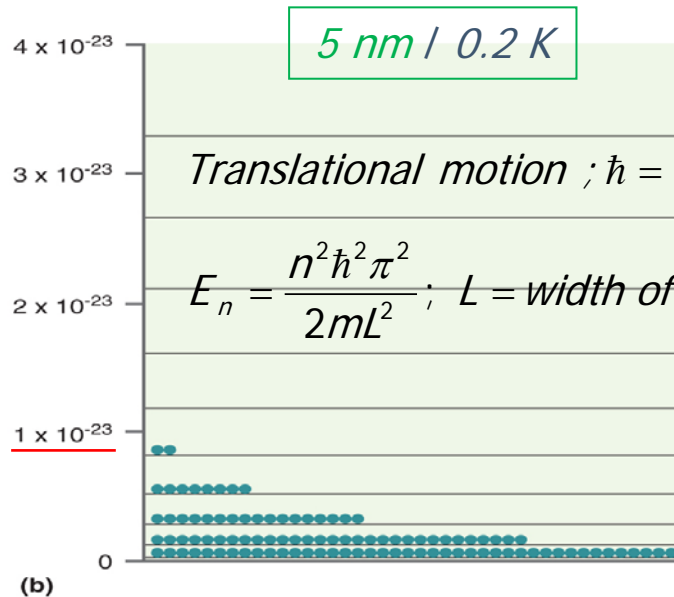 4 x 10⁻²³
5 nm / 0.2 K
3 x 10⁻²³
Translational motion ; ħ =
2 x 10⁻²³
Eₙ = n²ħ²π² / 2mL² ; L = width of
1 x 10⁻²³
0
(b)